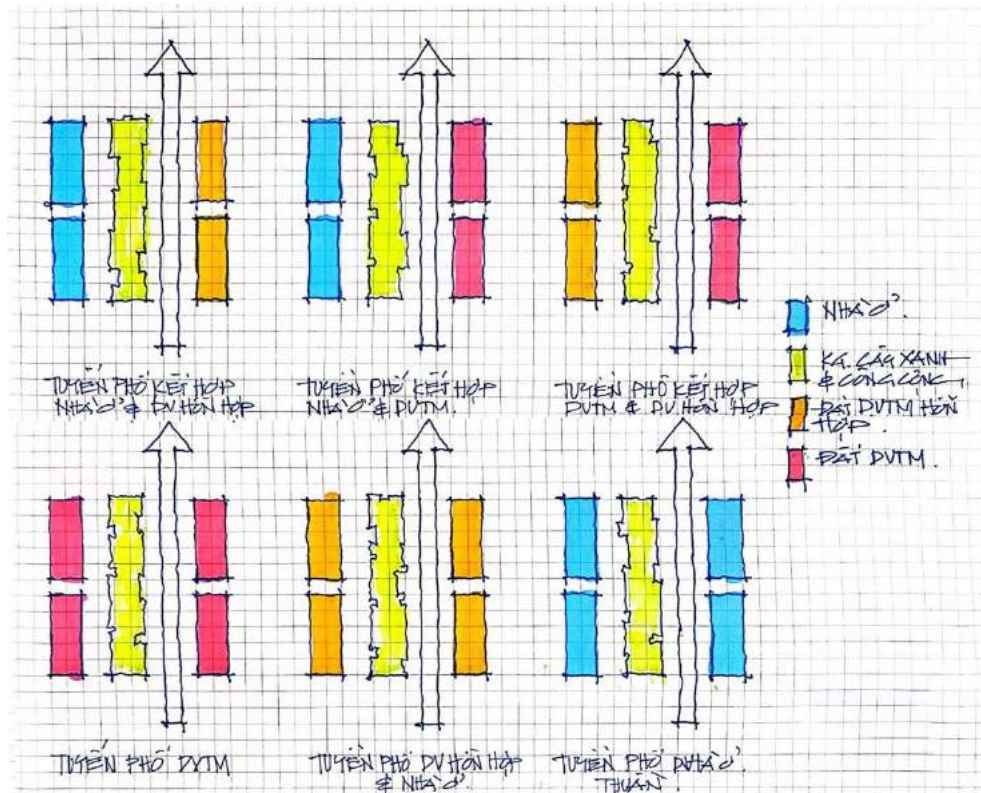 TUYẾN PHỐ KẾT HỢP
NHÀ Ở & DV HỖN HỢP
TUYẾN PHỐ KẾT HỢP
NHÀ Ở & DVTM.
TUYẾN PHỐ KẾT HỢP
DVTM & DV HỖN HỢP
NHÀ Ở.
KG. CÂY XANH
& CÔNG CỘNG
ĐẤT DVTM HỖN
HỢP.
ĐẤT DVTM.
TUYẾN PHỐ DVTM
TUYẾN PHỐ DV HỖN HỢP
& NHÀ Ở.
TUYẾN PHỐ NHÀ Ở.
THUẦN.